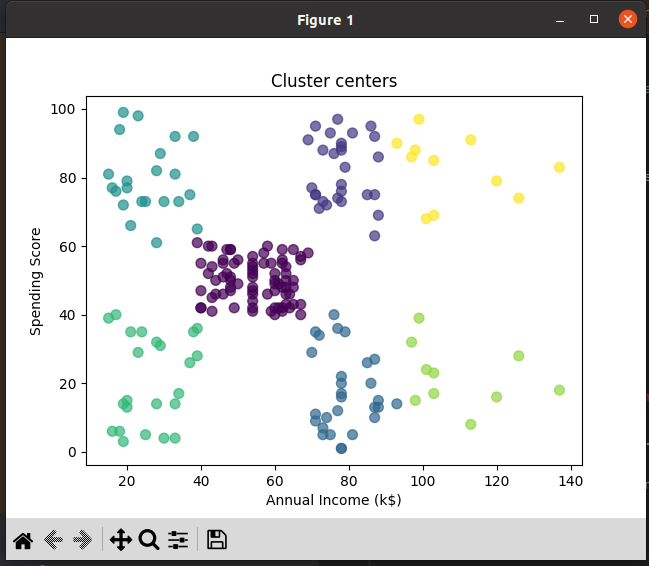 Figure 1
Cluster centers
100
80
60
40
20
0
Spending Score
20 40 60 80 100 120 140
Annual Income (k$)